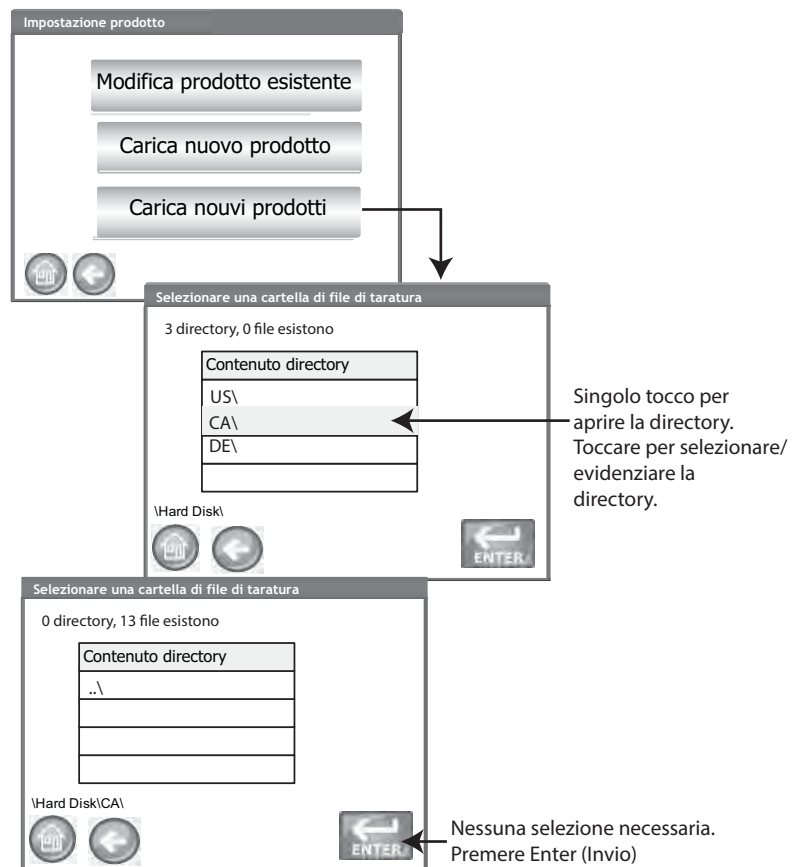 Impostazione prodotto
Modifica prodotto esistente
Carica nuovo prodotto
Carica nouvi prodotti
Selezionare una cartella di file di taratura
3 directory, 0 file esistono
Contenuto directory
US\
CA\
DE\
Singolo tocco per
aprire la directory.
Toccare per selezionare/
evidenziare la
directory.
\Hard Disk\
ENTER
Selezionare una cartella di file di taratura
0 directory, 13 file esistono
Contenuto directory
..\
\Hard Disk\CA\
ENTER
Nessuna selezione necessaria.
Premere Enter (Invio)